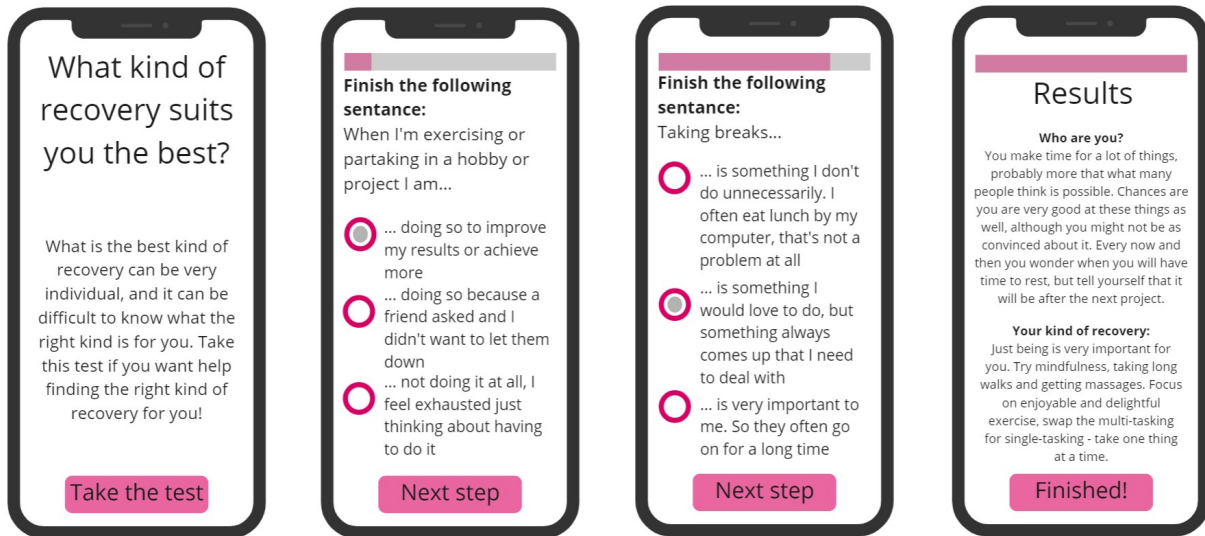 What kind of
recovery suits
you the best?
What is the best kind of
recovery can be very
individual, and it can be
difficult to know what the
right kind is for you. Take
this test if you want help
finding the right kind of
recovery for you!
Take the test
Finish the following
sentance:
When I'm exercising or
partaking in a hobby or
project I am...
... doing so to improve
my results or achieve
more
... doing so because a
friend asked and I
didn't want to let them
down
... not doing it at all, I
feel exhausted just
thinking about having
to do it
Next step
Finish the following
sentance:
Taking breaks...
... is something I don't
do unnecessarily. I
often eat lunch by my
computer, that's not a
problem at all
... is something I
would love to do, but
something always
comes up that I need
to deal with
... is very important to
me. So they often go
on for a long time
Next step
Results
Who are you?
You make time for a lot of things,
probably more that what many
people think is possible. Chances are
you are very good at these things as
well, although you might not be as
convinced about it. Every now and
then you wonder when you will have
time to rest, but tell yourself that it
will be after the next project.
Your kind of recovery:
Just being is very important for
you. Try mindfulness, taking long
walks and getting massages. Focus
on enjoyable and delightful
exercise, swap the multi-tasking
for single-tasking - take one thing
at a time.
Finished!